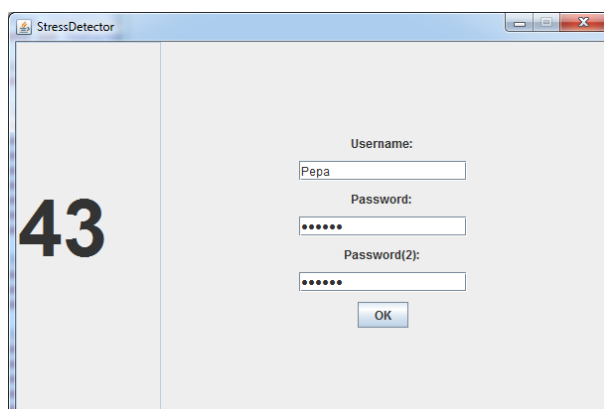 StressDetector
43
Username:
Pepa
Password:
••••••
Password(2):
••••••
OK